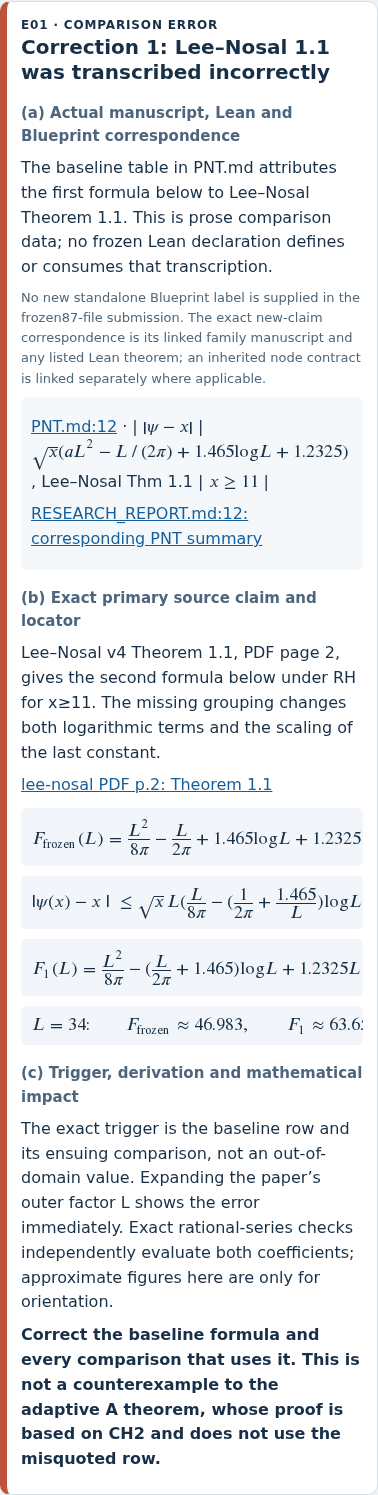 E01 · COMPARISON ERROR
Correction 1: Lee–Nosal 1.1
was transcribed incorrectly
(a) Actual manuscript, Lean and
Blueprint correspondence
The baseline table in PNT.md attributes
the first formula below to Lee–Nosal
Theorem 1.1. This is prose comparison
data; no frozen Lean declaration defines
or consumes that transcription.
No new standalone Blueprint label is supplied in the
frozen87-file submission. The exact new-claim
correspondence is its linked family manuscript and
any listed Lean theorem; an inherited node contract
is linked separately where applicable.
PNT.md:12 · | |ψ − x| |
√x(aL² − L / (2π) + 1.465logL + 1.2325)
, Lee–Nosal Thm 1.1 | x ≥ 11 |
RESEARCH_REPORT.md:12:
corresponding PNT summary
(b) Exact primary source claim and
locator
Lee–Nosal v4 Theorem 1.1, PDF page 2,
gives the second formula below under RH
for x≥11. The missing grouping changes
both logarithmic terms and the scaling of
the last constant.
lee-nosal PDF p.2: Theorem 1.1
F_frozen (L) = L²/8π − L/2π + 1.465logL + 1.2325
|ψ(x) − x | ≤ √x L(L/8π − (1/2π + 1.465/L)logL
F₁(L) = L²/8π − (L/2π + 1.465)logL + 1.2325L
L = 34: F_frozen ≈ 46.983, F₁ ≈ 63.6
(c) Trigger, derivation and mathematical
impact
The exact trigger is the baseline row and
its ensuing comparison, not an out-of-
domain value. Expanding the paper’s
outer factor L shows the error
immediately. Exact rational-series checks
independently evaluate both coefficients;
approximate figures here are only for
orientation.
Correct the baseline formula and
every comparison that uses it. This is
not a counterexample to the
adaptive A theorem, whose proof is
based on CH2 and does not use the
misquoted row.